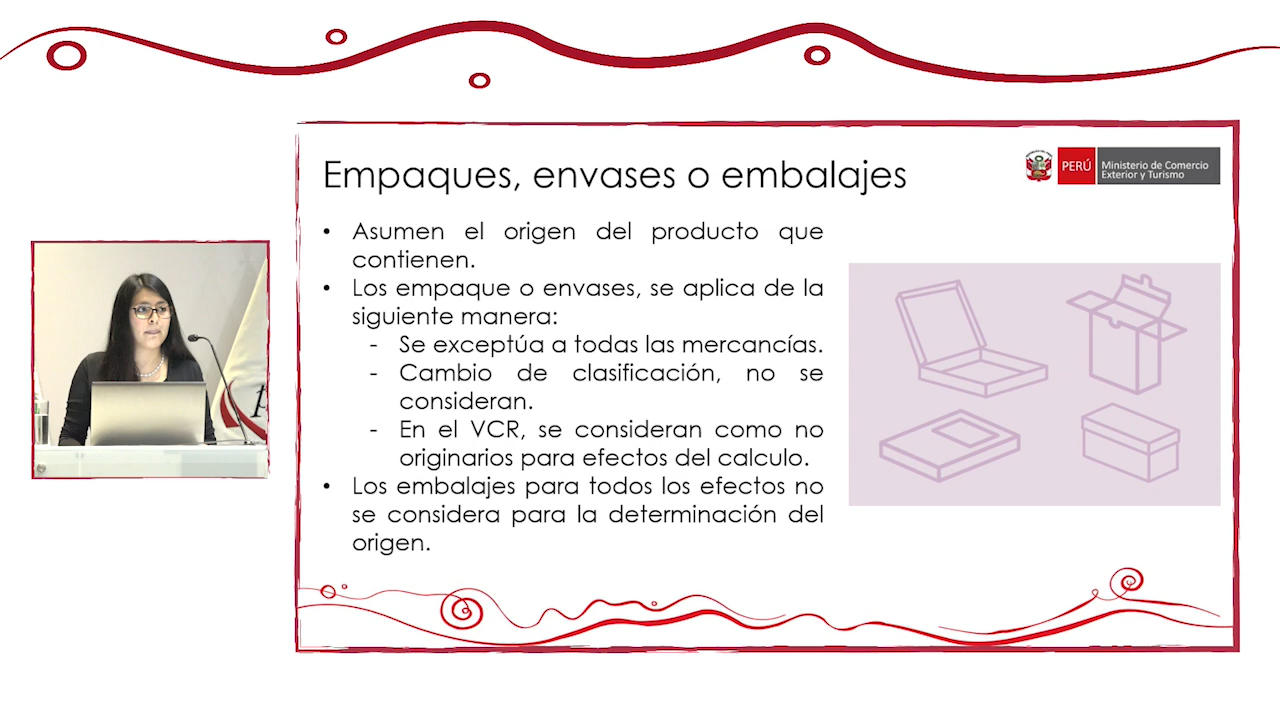 Empaques, envases o embalajes
PERÚ
Ministerio de Comercio
Exterior y Turismo
• Asumen el origen del producto que
contienen.
• Los empaque o envases, se aplica de la
siguiente manera:
- Se exceptúa a todas las mercancías.
- Cambio de clasificación, no se
consideran.
- En el VCR, se consideran como no
originarios para efectos del calculo.
• Los embalajes para todos los efectos no
se considera para la determinación del
origen.